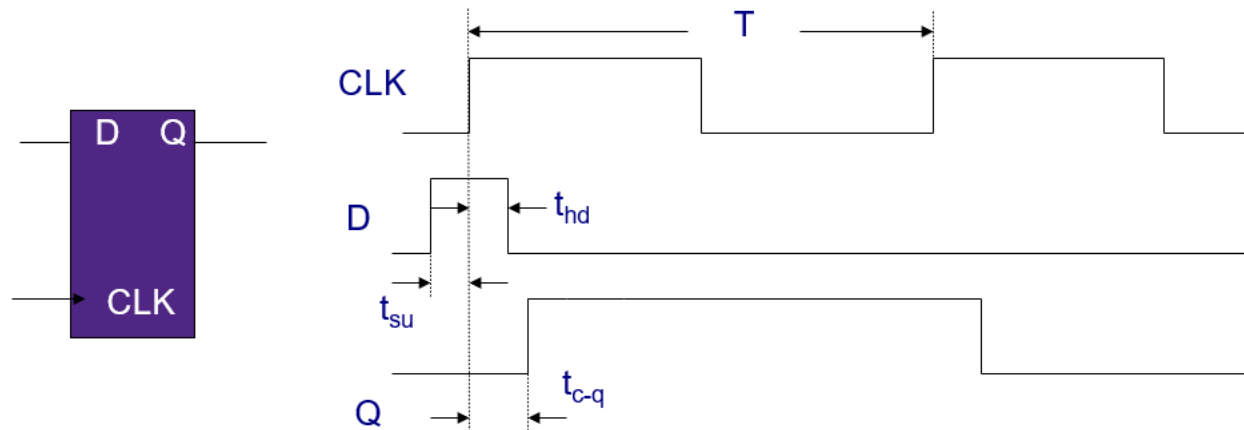 D Q
CLK
T
CLK
D
t_hd
t_su
Q
t_c-q